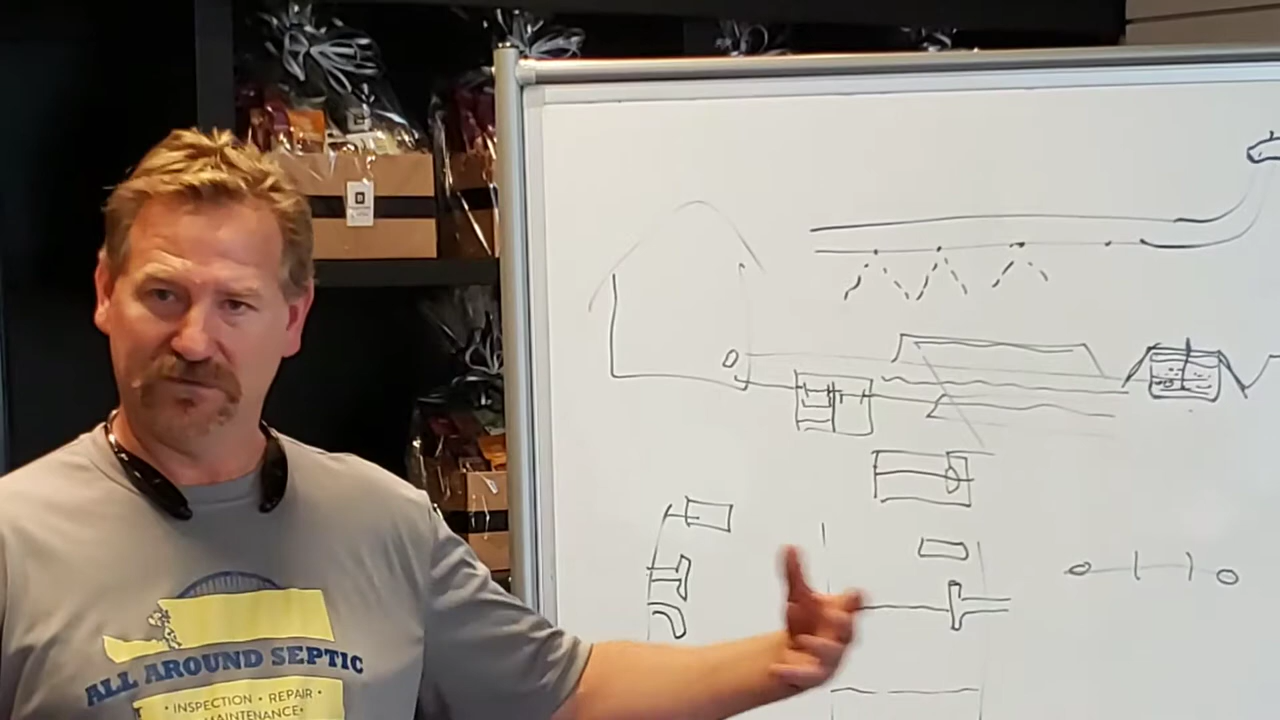 ALL AROUND SEPTIC
• INSPECTION • REPAIR •
MAINTENANCE•